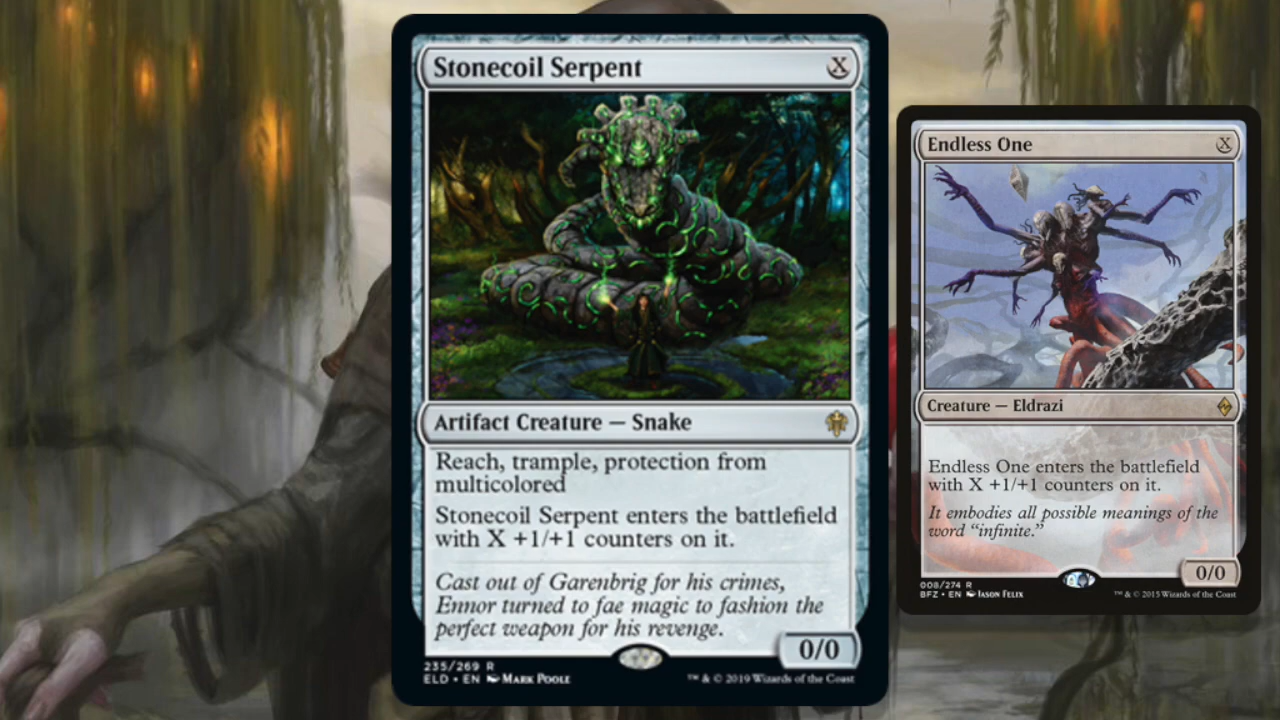 Stonecoil Serpent X
Artifact Creature — Snake
Reach, trample, protection from
multicolored
Stonecoil Serpent enters the battlefield
with X +1/+1 counters on it.
Cast out of Garenbrig for his crimes,
Ennor turned to fae magic to fashion the
perfect weapon for his revenge.
0/0
235/269 R
ELD • EN Mark Poole
™ & © 2019 Wizards of the Coast
Endless One X
Creature — Eldrazi
Endless One enters the battlefield
with X +1/+1 counters on it.
It embodies all possible meanings of the
word “infinite.”
0/0
008/274 R
BFZ • EN Jason Felix
™ & © 2015 Wizards of the Coast